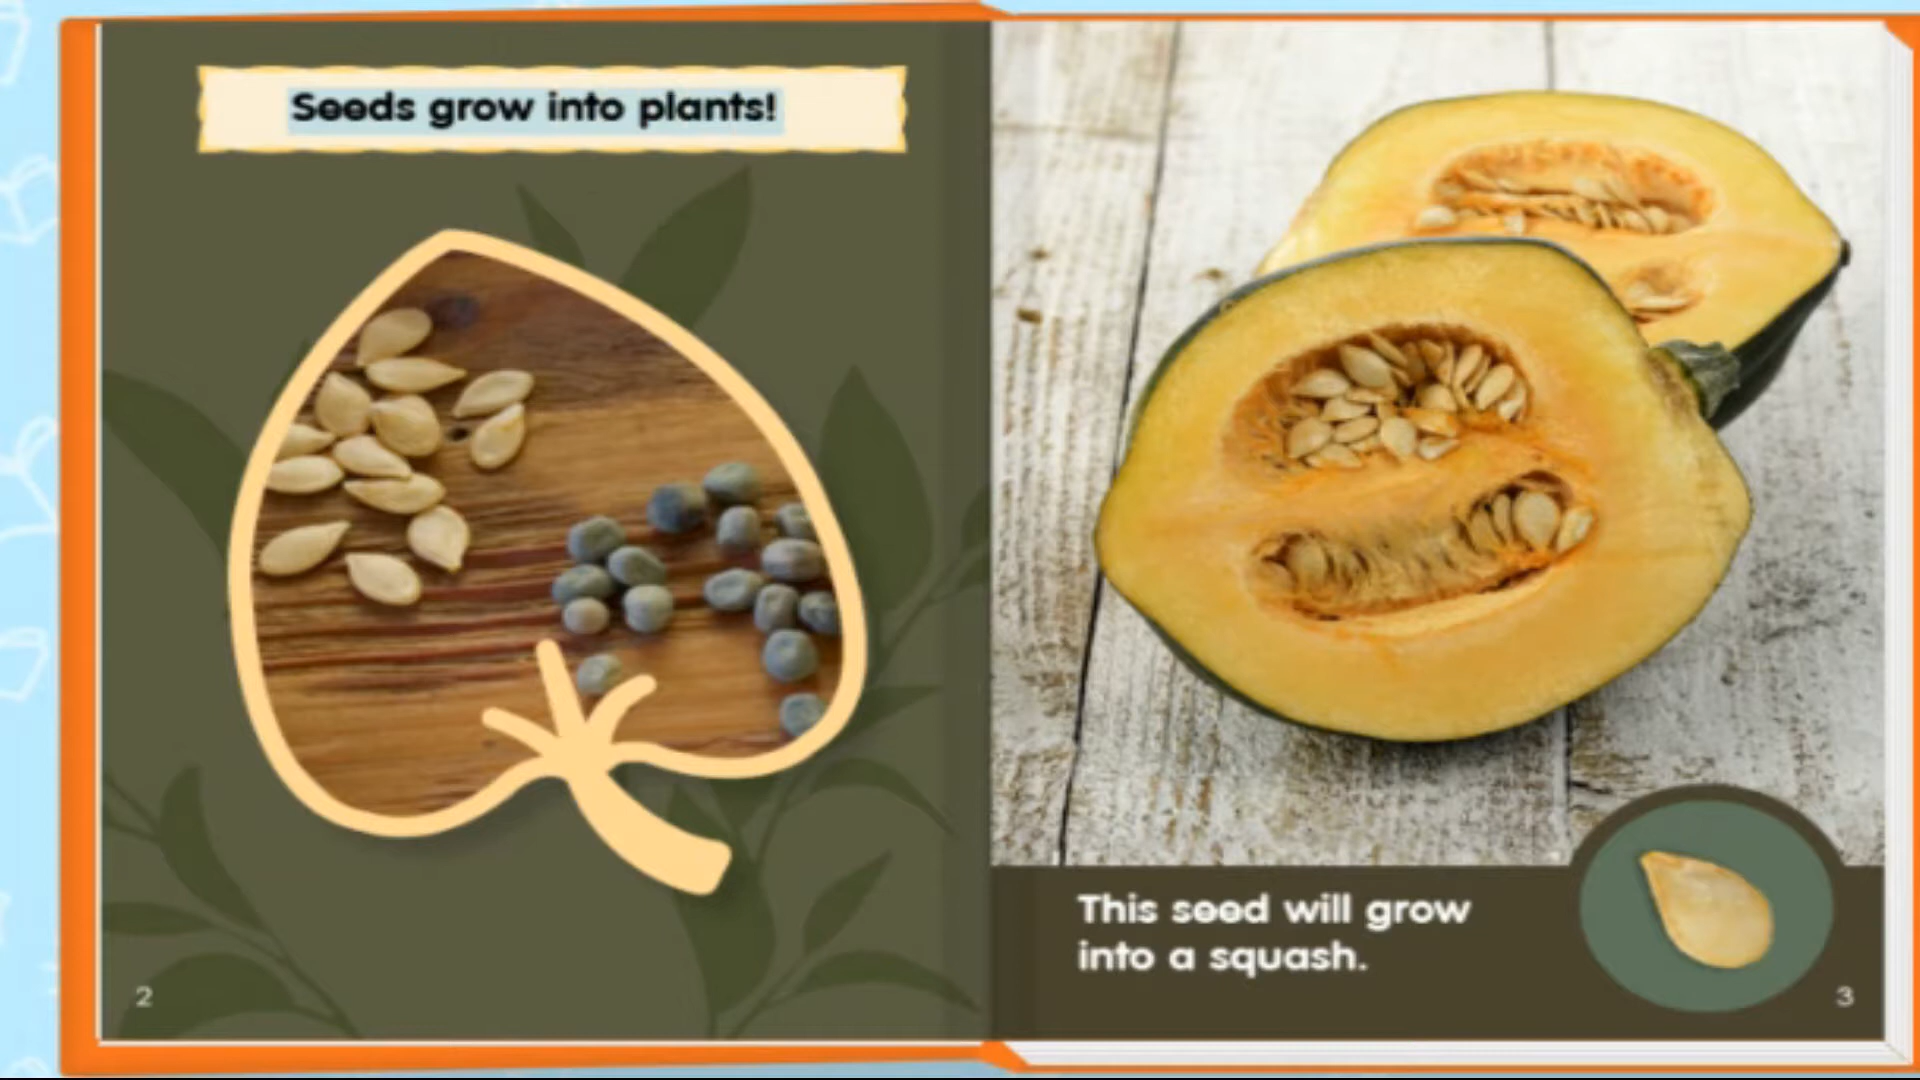 Seeds grow into plants!
2
This seed will grow
into a squash.
3